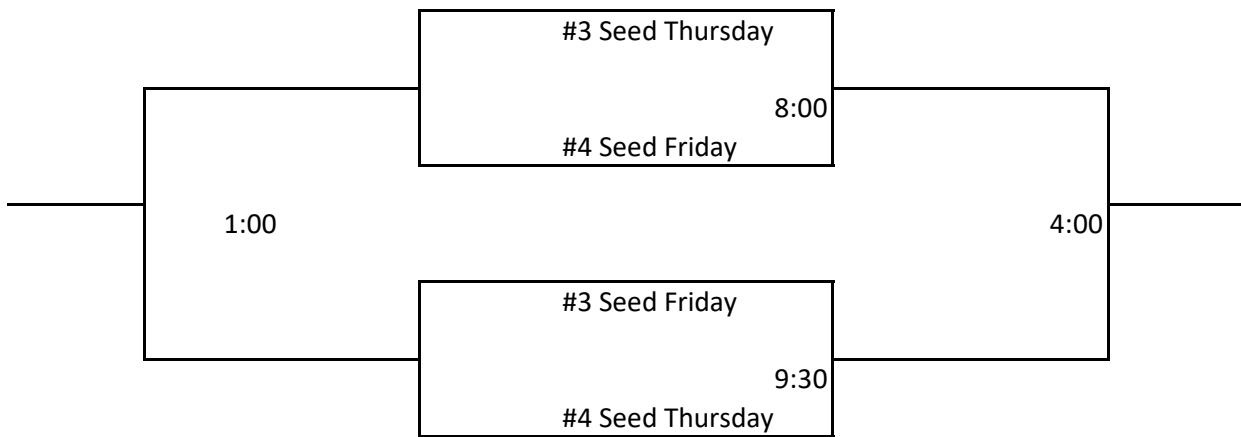 #3 Seed Thursday
8:00
#4 Seed Friday
1:00
4:00
#3 Seed Friday
9:30
#4 Seed Thursday